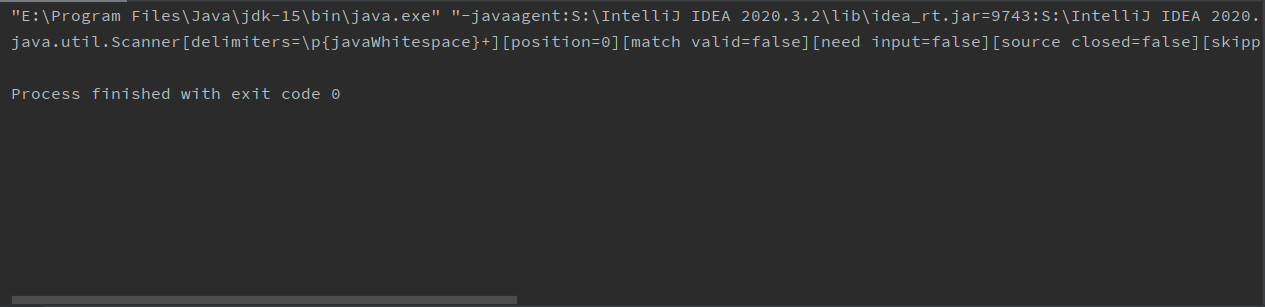 "E:\Program Files\Java\jdk-15\bin\java.exe" "-javaagent:S:\IntelliJ IDEA 2020.3.2\lib\idea_rt.jar=9743:S:\IntelliJ IDEA 2020.
java.util.Scanner[delimiters=\p{javaWhitespace}+][position=0][match valid=false][need input=false][source closed=false][skipp
Process finished with exit code 0